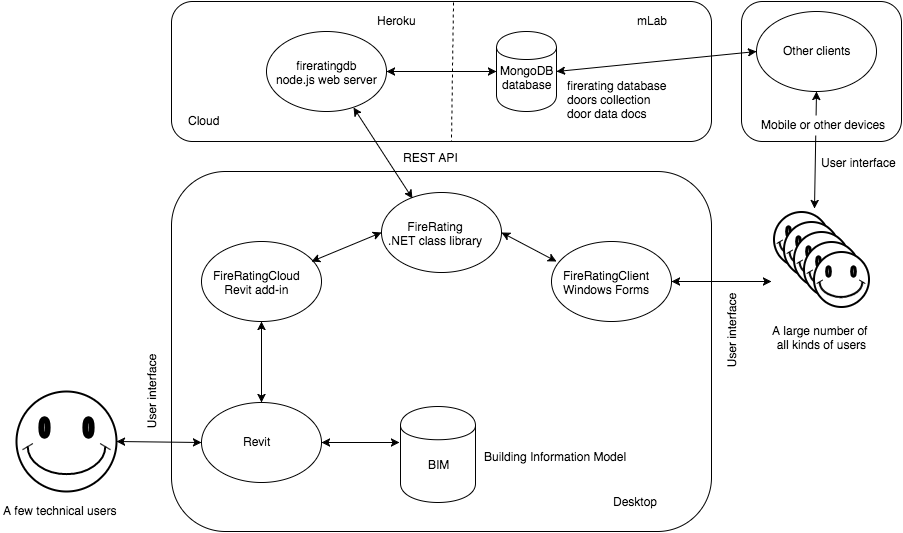 Heroku
mLab
fireratingdb
node.js web server
MongoDB
database
Other clients
firerating database
doors collection
door data docs
Cloud
Mobile or other devices
REST API
User interface
FireRating
.NET class library
FireRatingCloud
Revit add-in
FireRatingClient
Windows Forms
User interface
A large number of
all kinds of users
User interface
Revit
BIM
Building Information Model
Desktop
A few technical users